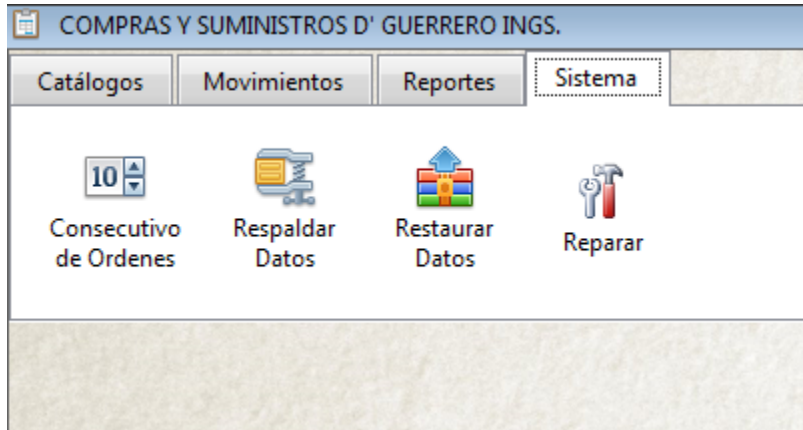 COMPRAS Y SUMINISTROS D' GUERRERO INGS.
Catálogos Movimientos Reportes Sistema
10
Consecutivo de Ordenes
Respaldar Datos
Restaurar Datos
Reparar